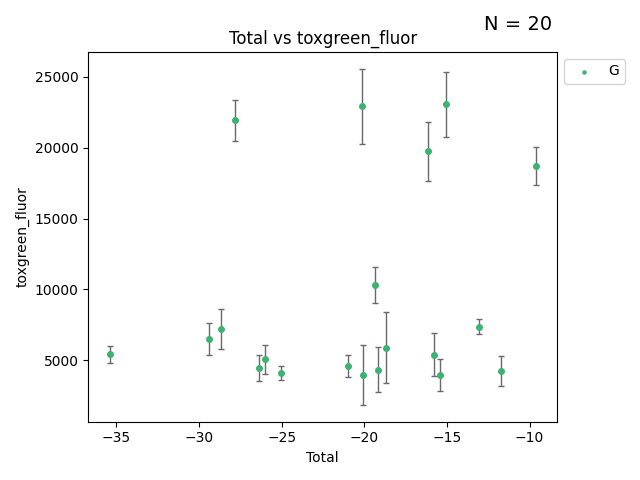 N = 20
Total vs toxgreen_fluor
G
toxgreen_fluor
25000
20000
15000
10000
5000
−35
−30
−25
−20
−15
−10
Total